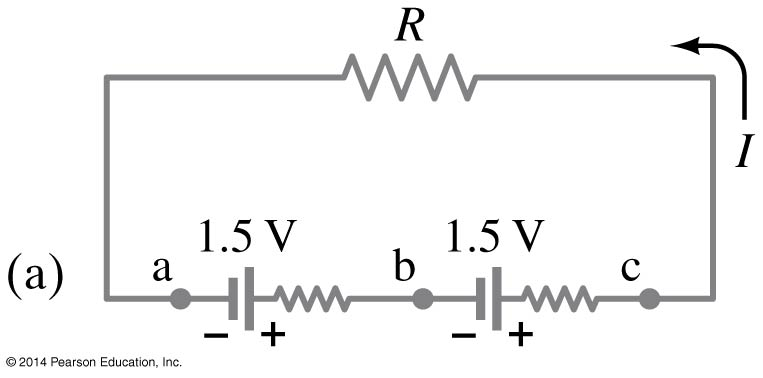 R
I
1.5 V 1.5 V
(a) a b c
− + − +
© 2014 Pearson Education, Inc.